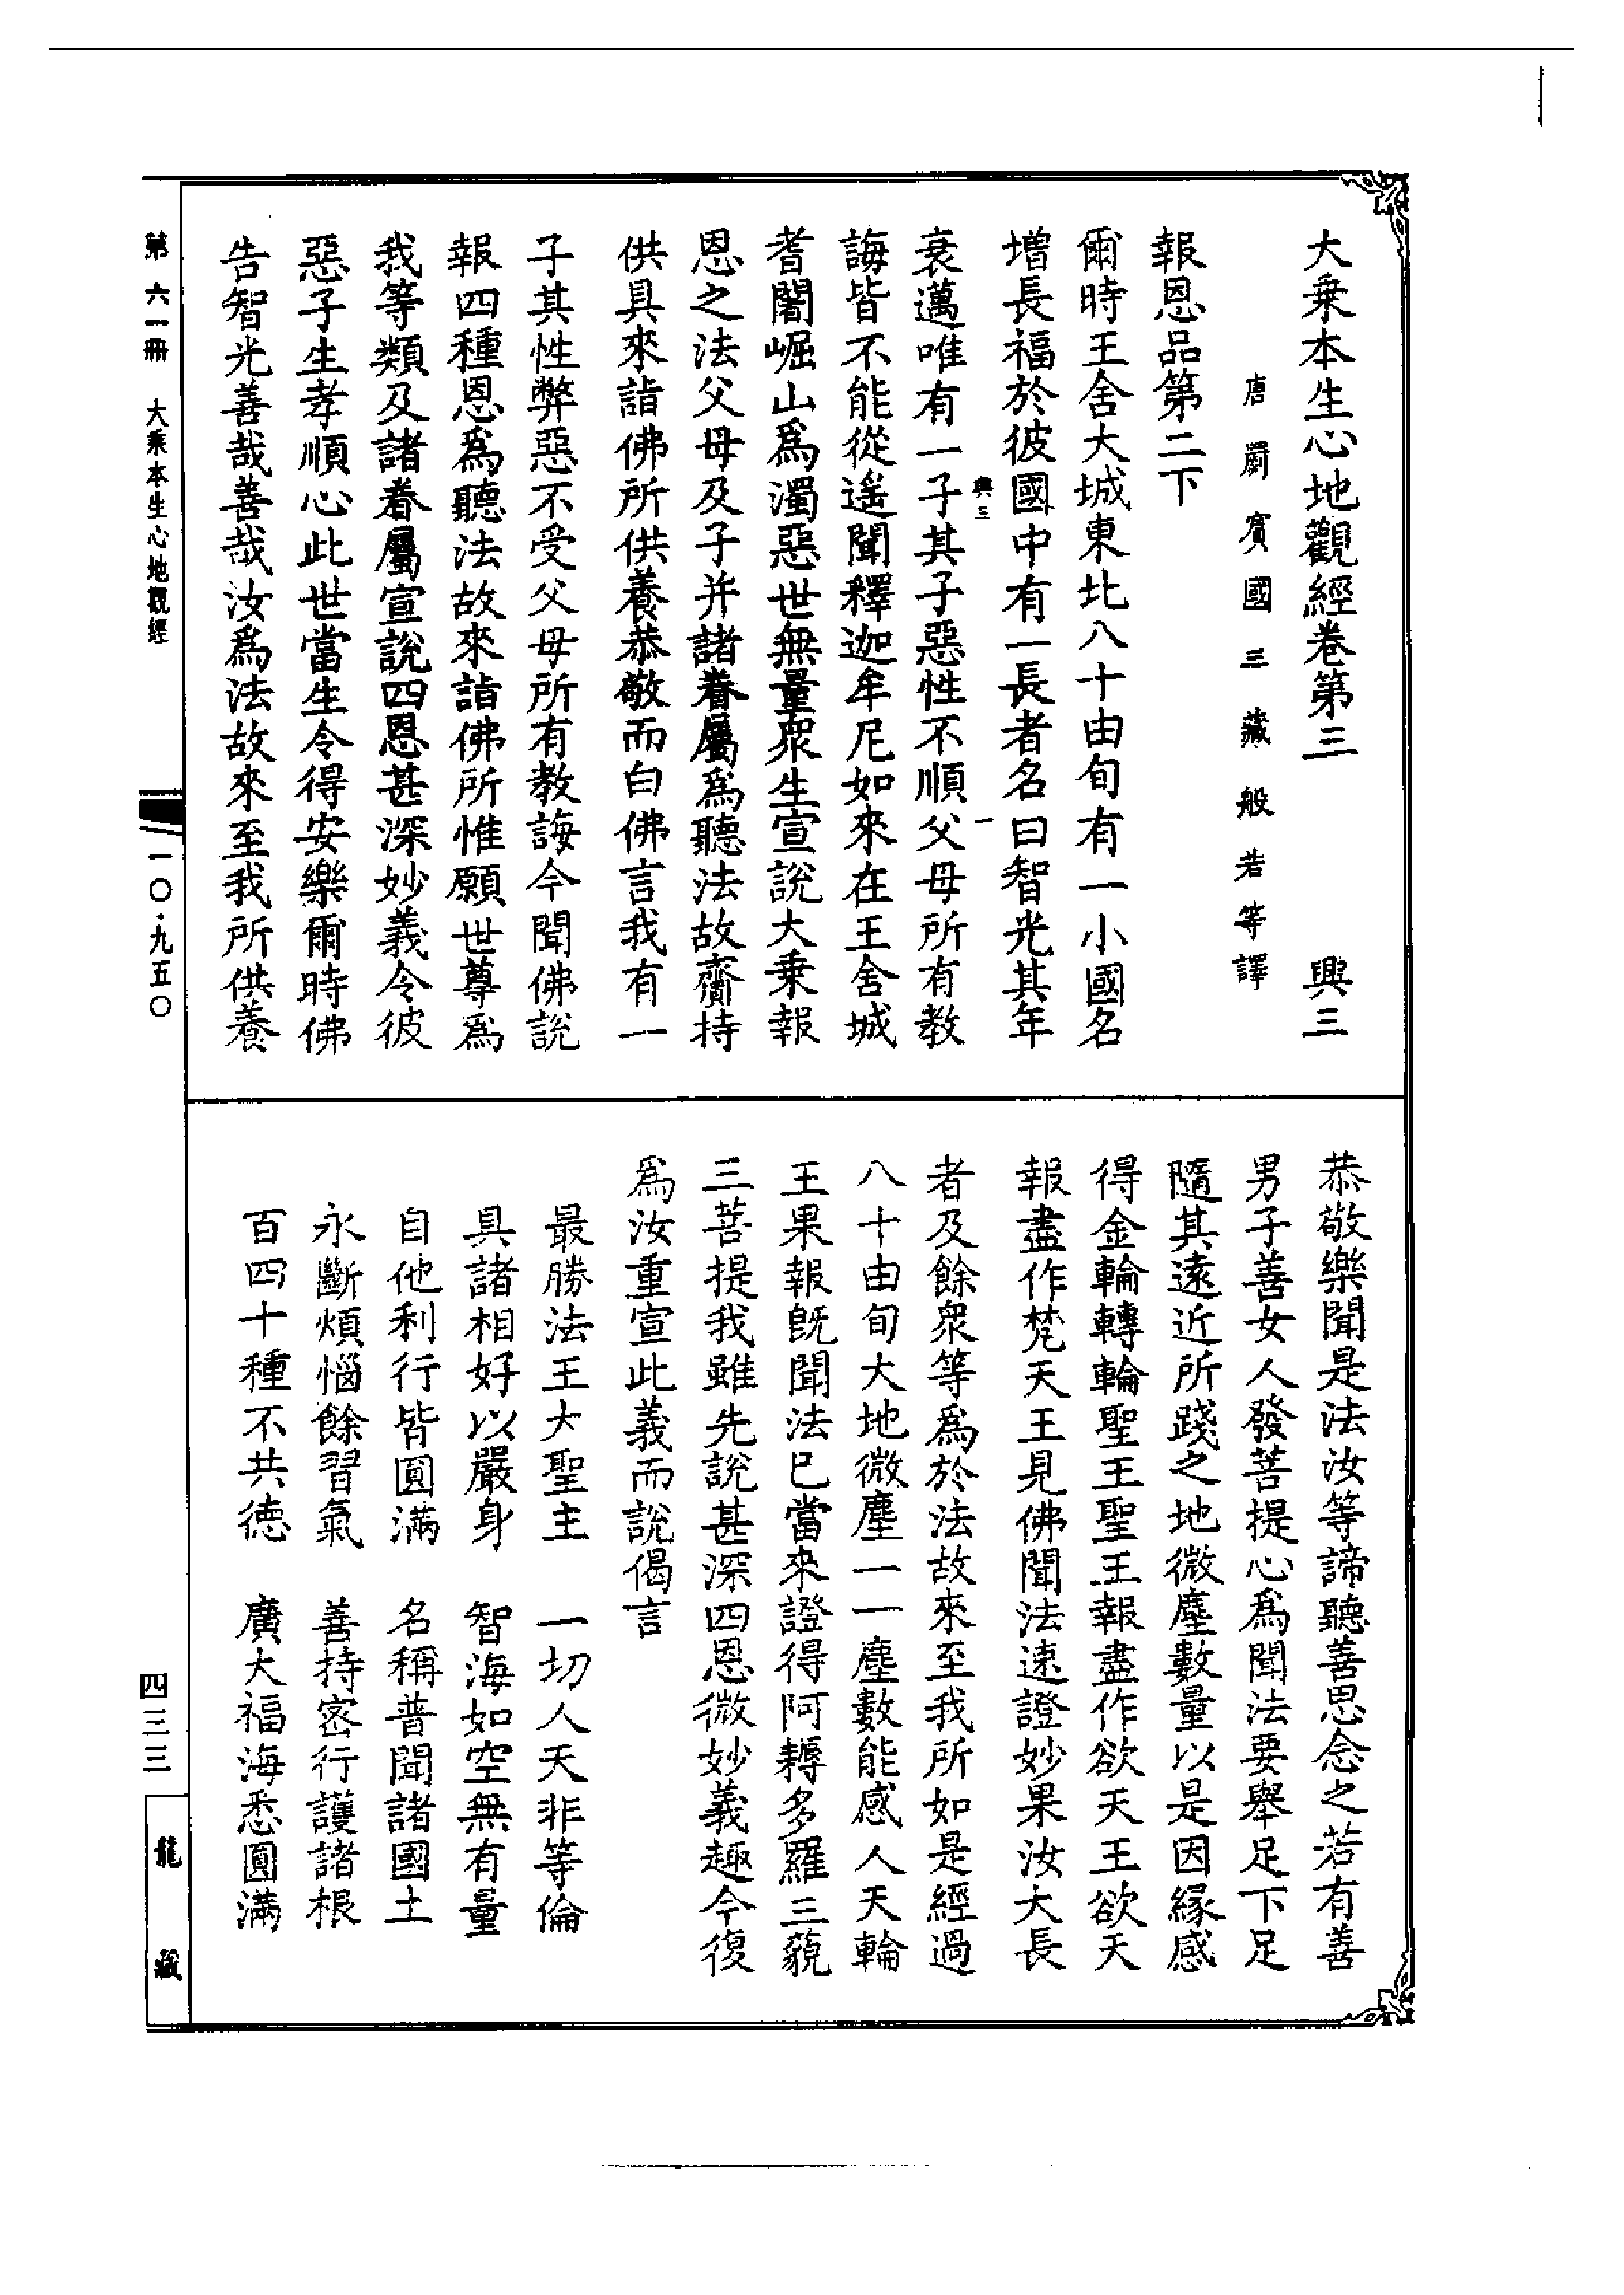 大乗本生心地觀經卷第三　興三
唐罽賓國三藏般若等譯
報恩品第二下
爾時王舍大城東北八十由旬有一小國名
增長福於彼國中有一長者名曰智光其年
興三　一
衰邁唯有一子其子惡性不順父母所有教
誨皆不能從遥聞釋迦牟尼如來在王舍城
耆闍崛山爲濁惡世無量衆生宣說大乗報
恩之法父母及子并諸眷屬爲聽法故齎持
供具來詣佛所供養恭敬而白佛言我有一
子其性弊惡不受父母所有教誨今聞佛說
報四種恩爲聽法故來詣佛所惟願世尊爲
我等類及諸眷屬宣說四恩甚深妙義令彼
惡子生孝順心此世當生令得安樂爾時佛
告智光善哉善哉汝爲法故來至我所供養
恭敬樂聞是法汝等諦聽善思念之若有善
男子善女人發菩提心爲聞法要舉足下足
隨其遠近所踐之地微塵數量以是因緣感
得金輪轉輪聖王聖王報盡作欲天王欲天
報盡作梵天王見佛聞法速證妙果汝大長
者及餘衆等爲於法故來至我所如是經過
八十由旬大地微塵一一塵數能感人天輪
王果報既聞法已當來證得阿耨多羅三藐
三菩提我雖先說甚深四恩微妙義趣今復
爲汝重宣此義而說偈言
最勝法王大聖主　一切人天非等倫
具諸相好以嚴身　智海如空無有量
自他利行皆圓滿　名稱普聞諸國土
永斷煩惱餘習氣　善持密行護諸根
百四十種不共德　廣大福海悉圓滿
第六一冊　大乗本生心地觀經
一〇·九五〇
四三三
龍藏